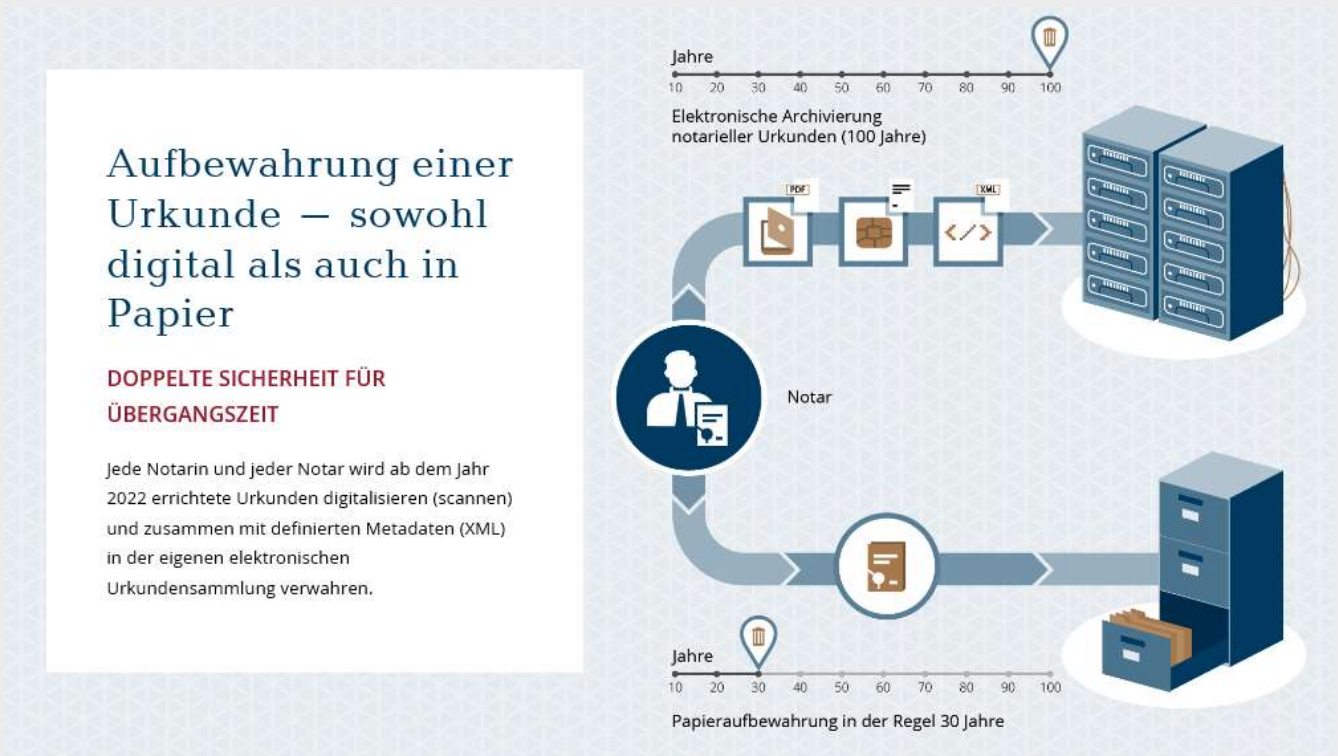 Aufbewahrung einer
Urkunde – sowohl
digital als auch in
Papier
DOPPELTE SICHERHEIT FÜR
ÜBERGANGSZEIT
Jede Notarin und jeder Notar wird ab dem Jahr
2022 errichtete Urkunden digitalisieren (scannen)
und zusammen mit definierten Metadaten (XML)
in der eigenen elektronischen
Urkundensammlung verwahren.
Jahre
10 20 30 40 50 60 70 80 90 100
Elektronische Archivierung
notarieller Urkunden (100 Jahre)
PDF
XML
</>
Notar
Jahre
10 20 30 40 50 60 70 80 90 100
Papieraufbewahrung in der Regel 30 Jahre